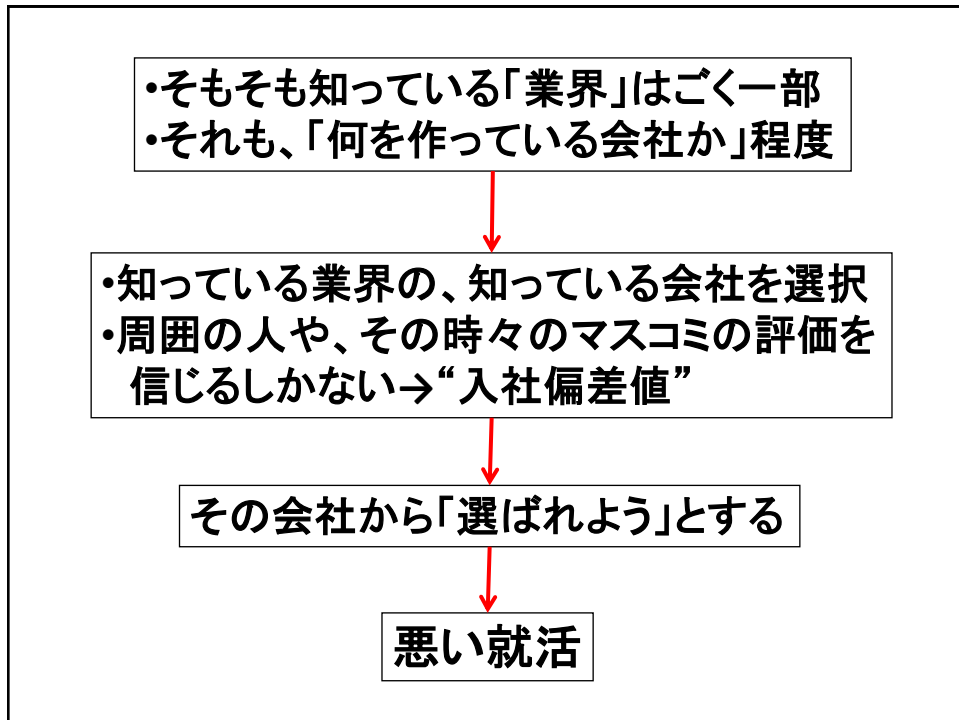 •そもそも知っている「業界」はごく一部
•それも、「何を作っている会社か」程度
•知っている業界の、知っている会社を選択
•周囲の人や、その時々のマスコミの評価を
信じるしかない→“入社偏差値”
その会社から「選ばれよう」とする
悪い就活